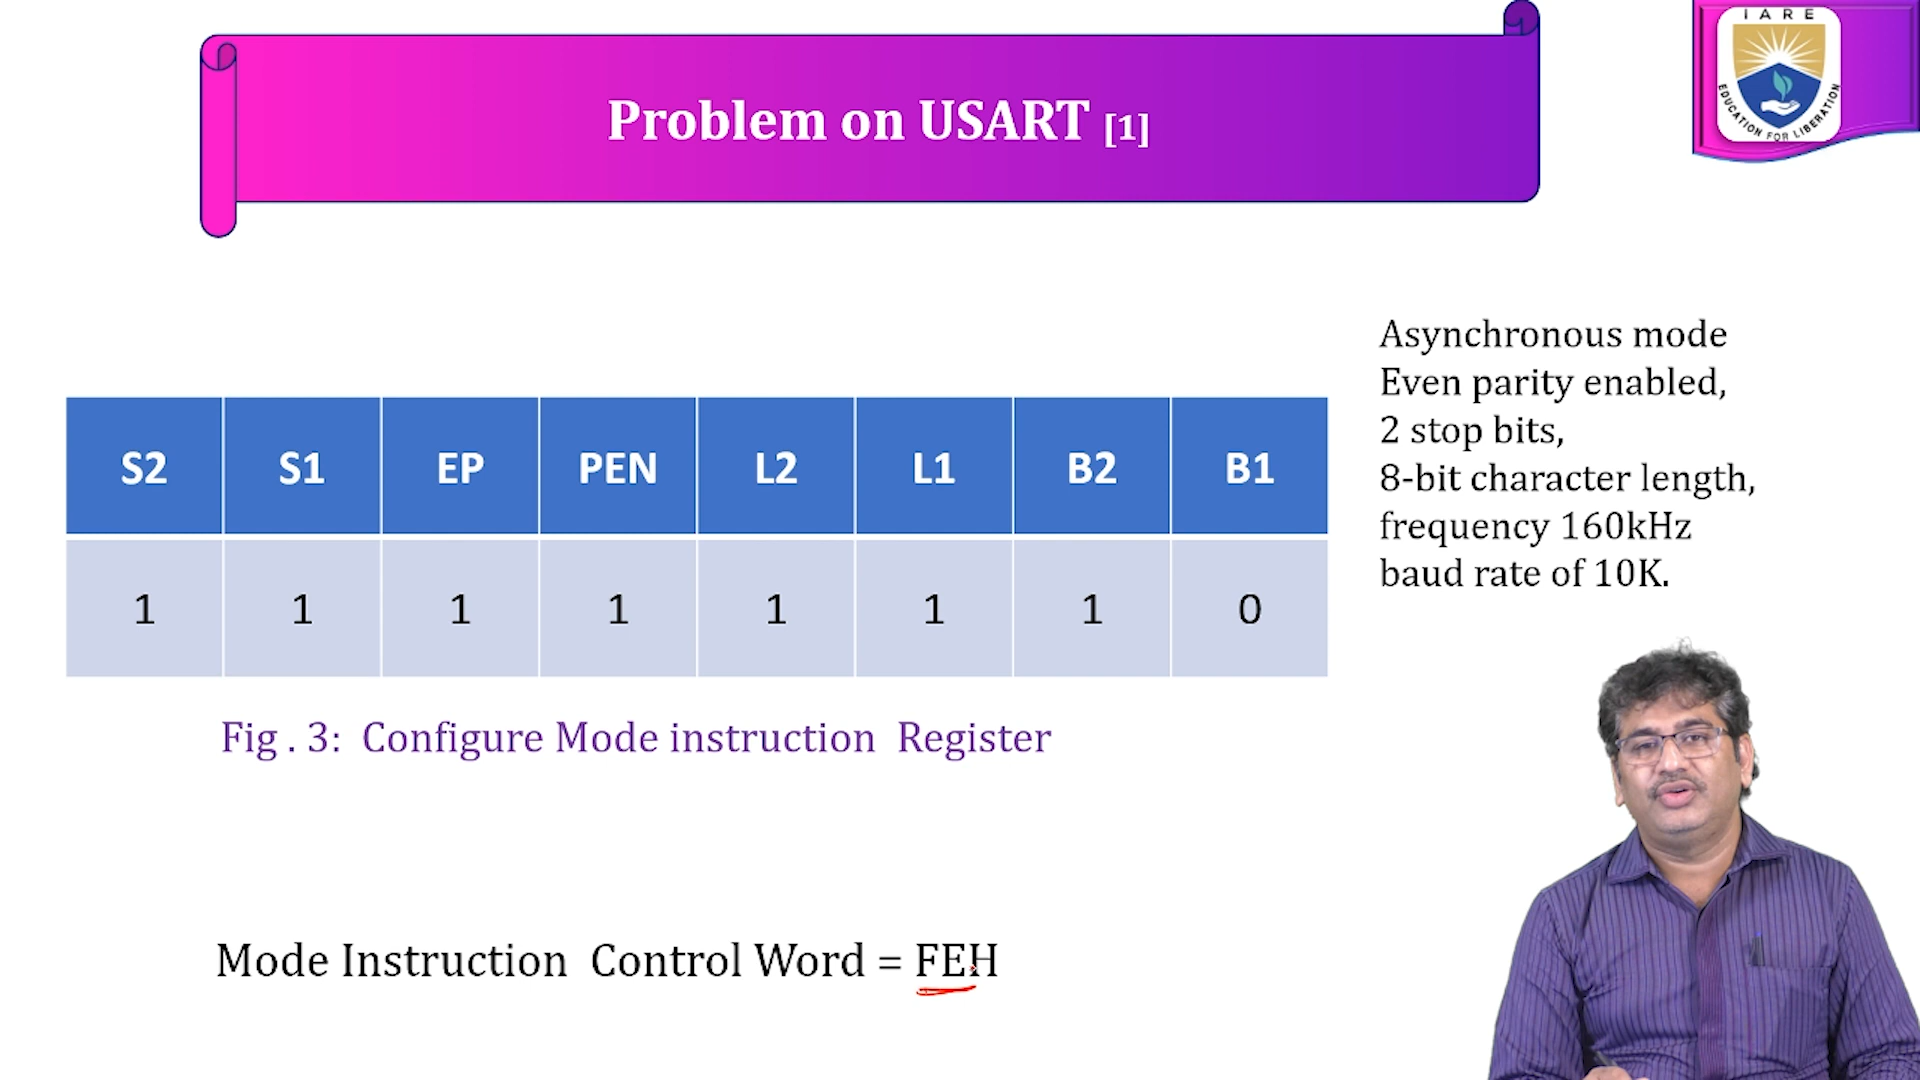 IARE
EDUCATION FOR LIBERATION
Problem on USART [1]
Asynchronous mode
Even parity enabled,
2 stop bits,
8-bit character length,
frequency 160kHz
baud rate of 10K.
S2 S1 EP PEN L2 L1 B2 B1
1 1 1 1 1 1 1 0
Fig . 3: Configure Mode instruction Register
Mode Instruction Control Word = FEH